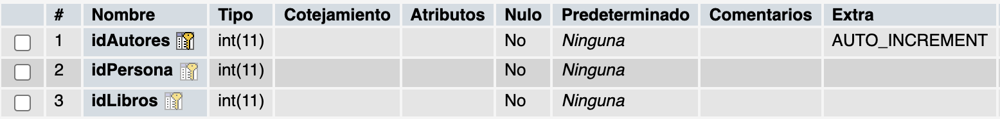 # Nombre Tipo Cotejamiento Atributos Nulo Predeterminado Comentarios Extra
1 idAutores int(11) No Ninguna AUTO_INCREMENT
2 idPersona int(11) No Ninguna
3 idLibros int(11) No Ninguna